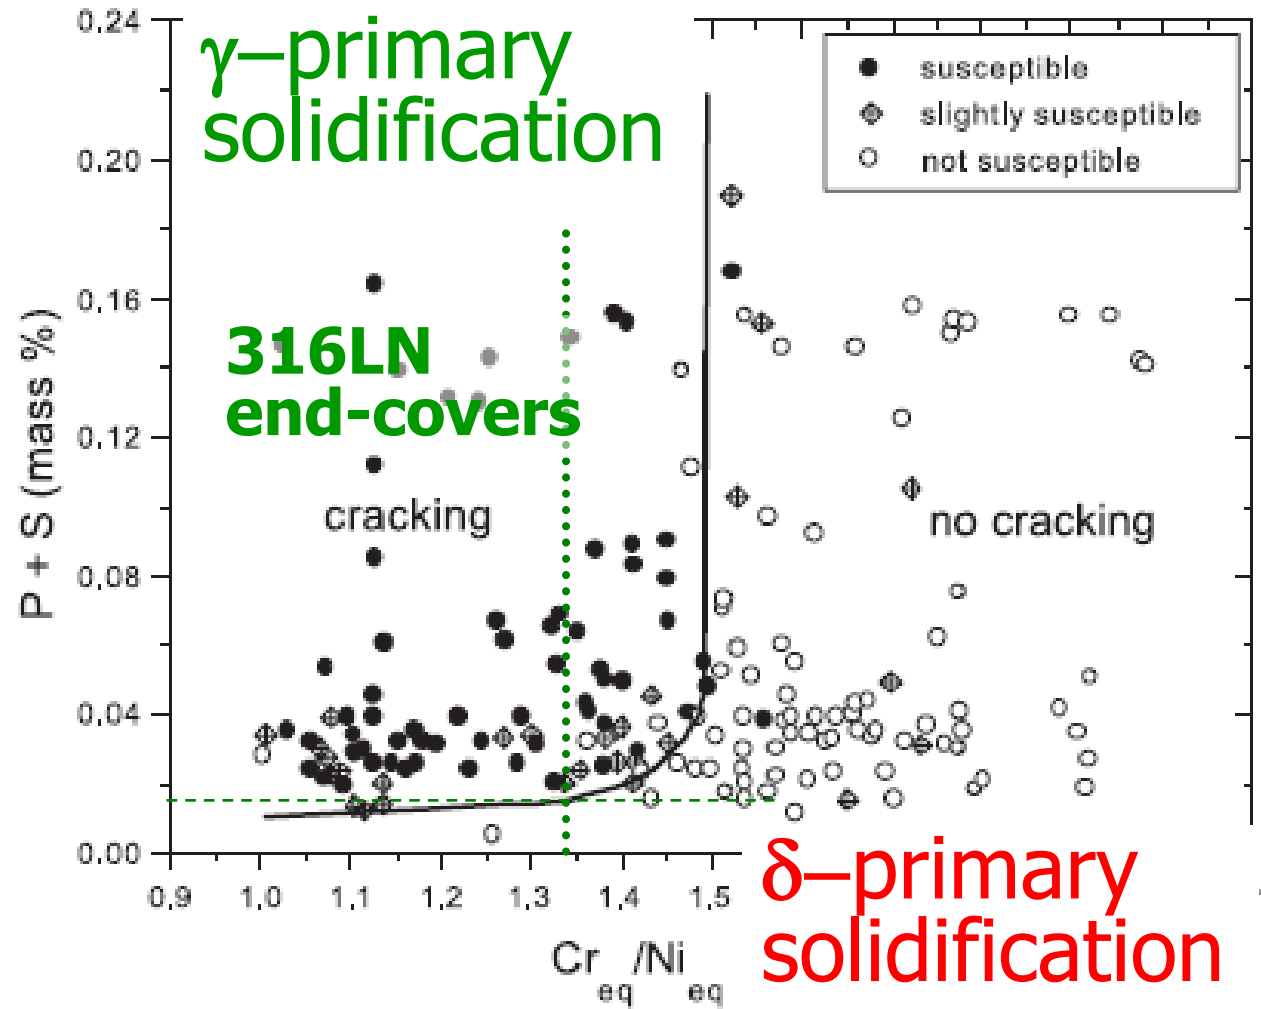 γ–primary
solidification
susceptible
slightly susceptible
not susceptible
316LN
end-covers
cracking
no cracking
P + S (mass %)
0.24
0.20
0.16
0.12
0.08
0.04
0.00
0.9 1.0 1.1 1.2 1.3 1.4 1.5
Cr eq /Ni eq
δ–primary
solidification